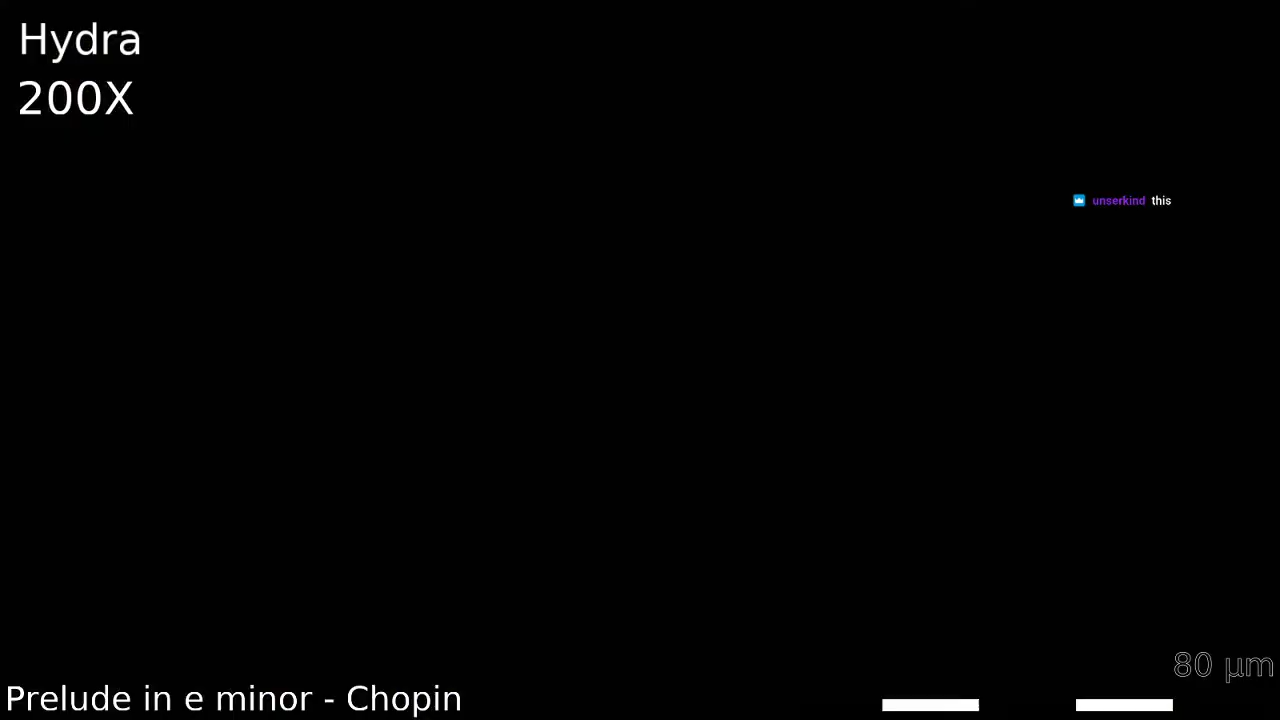 Hydra
200X
unserkind this
80 µm
Prelude in e minor - Chopin